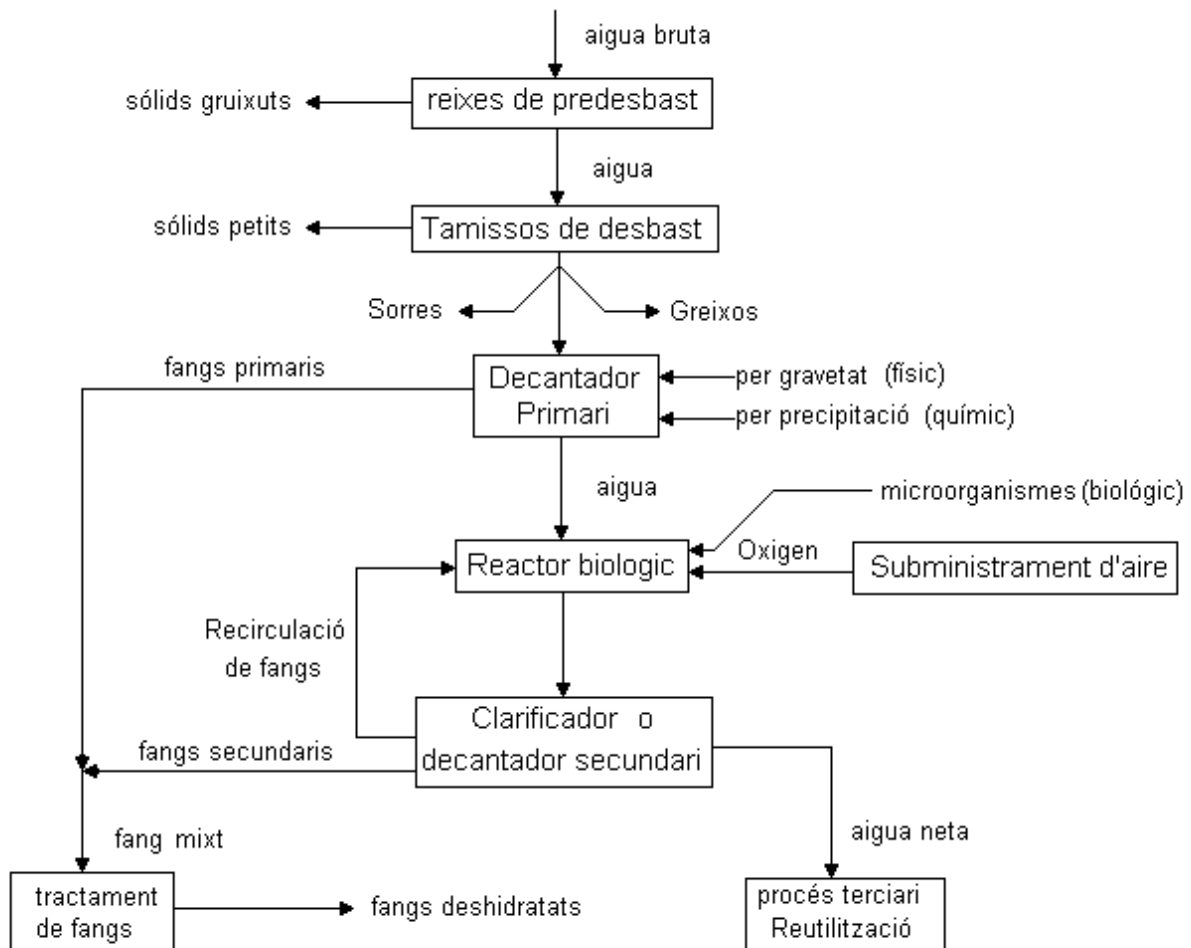 aigua bruta
reixes de predesbast
sólids gruixuts
aigua
Tamissos de desbast
sólids petits
Sorres
Greixos
fangs primaris
Decantador
Primari
per gravetat (físic)
per precipitació (químic)
aigua
microorganismes (biológic)
Oxigen
Reactor biologic
Subministrament d'aire
Recirculació
de fangs
Clarificador o
decantador secundari
fangs secundaris
fang mixt
aigua neta
tractament
de fangs
fangs deshidratats
procés terciari
Reutilització